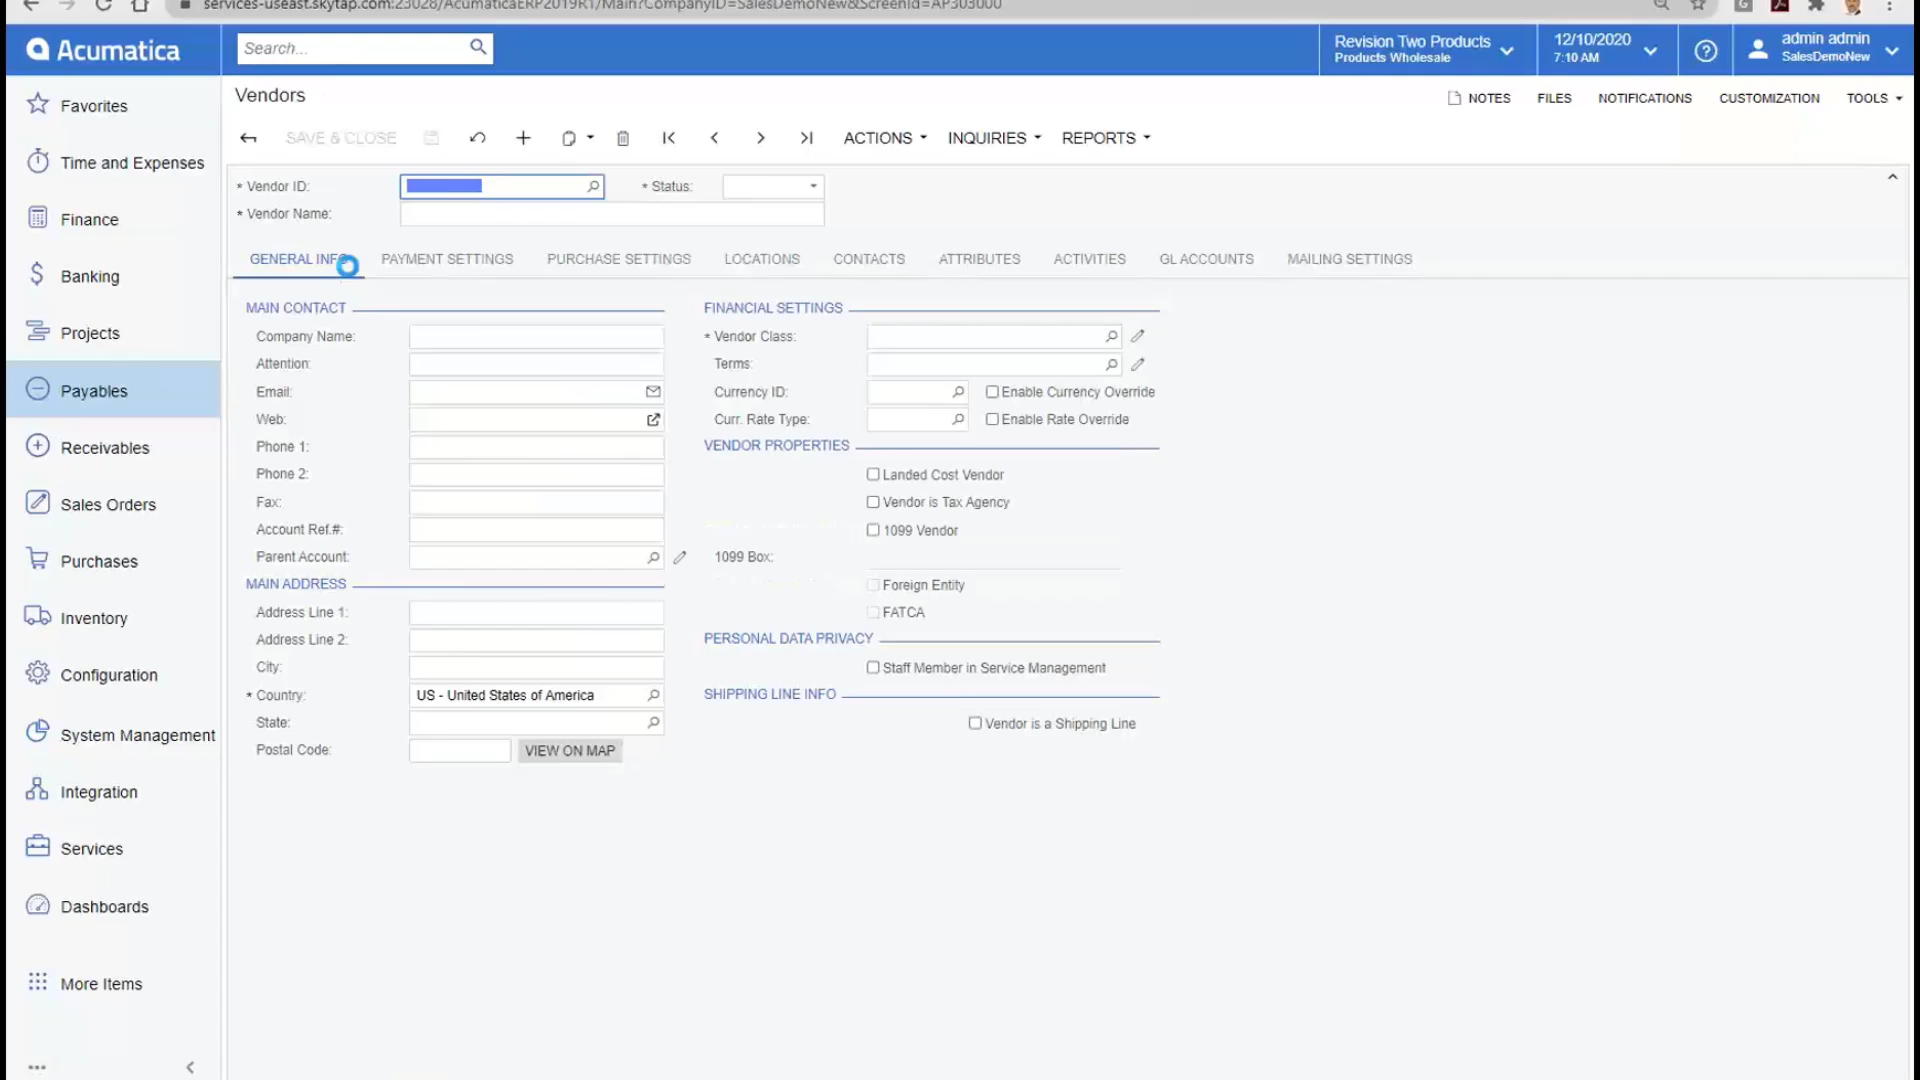 services-useast.skytap.com:23028/AcumaticaERP2019R1/Main?CompanyID=SalesDemoNew&ScreenId=AP303000
Acumatica
Search...
Revision Two Products
Products Wholesale
12/10/2020
7:10 AM
admin admin
SalesDemoNew
Favorites
Time and Expenses
Finance
Banking
Projects
Payables
Receivables
Sales Orders
Purchases
Inventory
Configuration
System Management
Integration
Services
Dashboards
More Items
Vendors
NOTES FILES NOTIFICATIONS CUSTOMIZATION TOOLS
SAVE & CLOSE ACTIONS INQUIRIES REPORTS
* Vendor ID: * Status:
* Vendor Name:
GENERAL INFO PAYMENT SETTINGS PURCHASE SETTINGS LOCATIONS CONTACTS ATTRIBUTES ACTIVITIES GL ACCOUNTS MAILING SETTINGS
MAIN CONTACT
Company Name:
Attention:
Email:
Web:
Phone 1:
Phone 2:
Fax:
Account Ref.#:
Parent Account:
MAIN ADDRESS
Address Line 1:
Address Line 2:
City:
* Country: US - United States of America
State:
Postal Code: VIEW ON MAP
FINANCIAL SETTINGS
* Vendor Class:
Terms:
Currency ID: Enable Currency Override
Curr. Rate Type: Enable Rate Override
VENDOR PROPERTIES
Landed Cost Vendor
Vendor is Tax Agency
1099 Vendor
1099 Box:
Foreign Entity
FATCA
PERSONAL DATA PRIVACY
Staff Member in Service Management
SHIPPING LINE INFO
Vendor is a Shipping Line